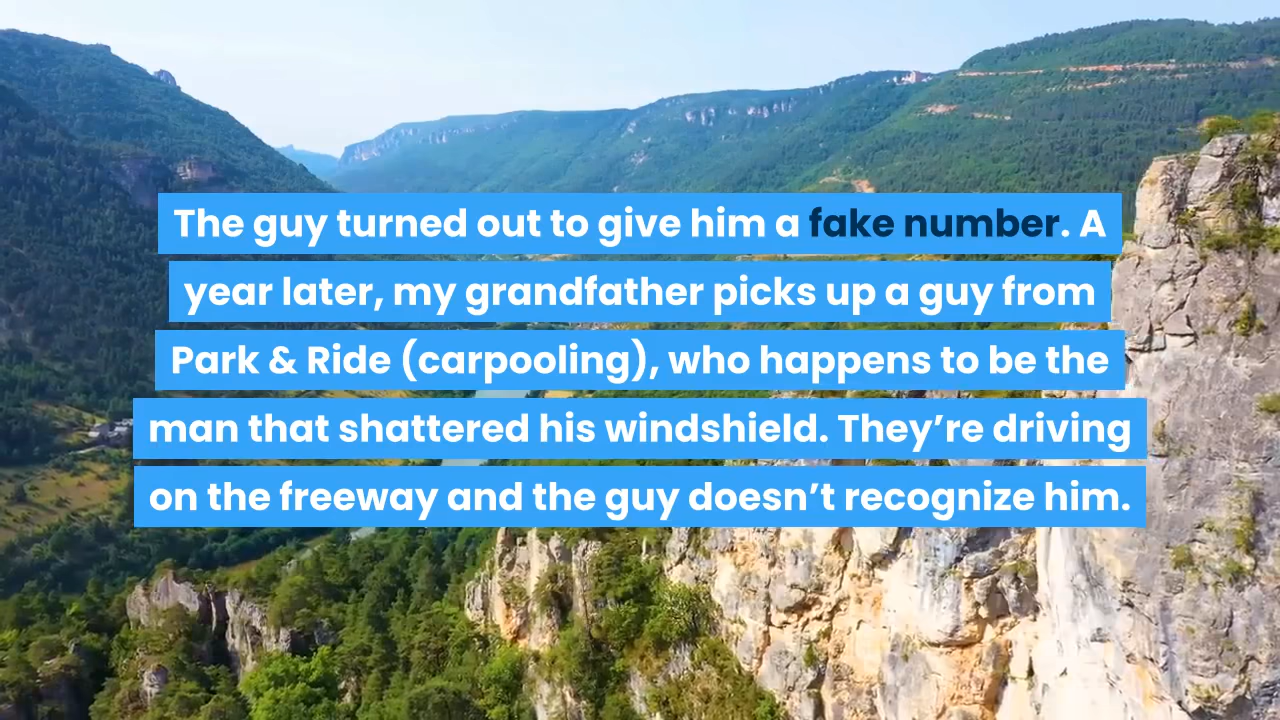 The guy turned out to give him a fake number. A
year later, my grandfather picks up a guy from
Park & Ride (carpooling), who happens to be the
man that shattered his windshield. They’re driving
on the freeway and the guy doesn’t recognize him.